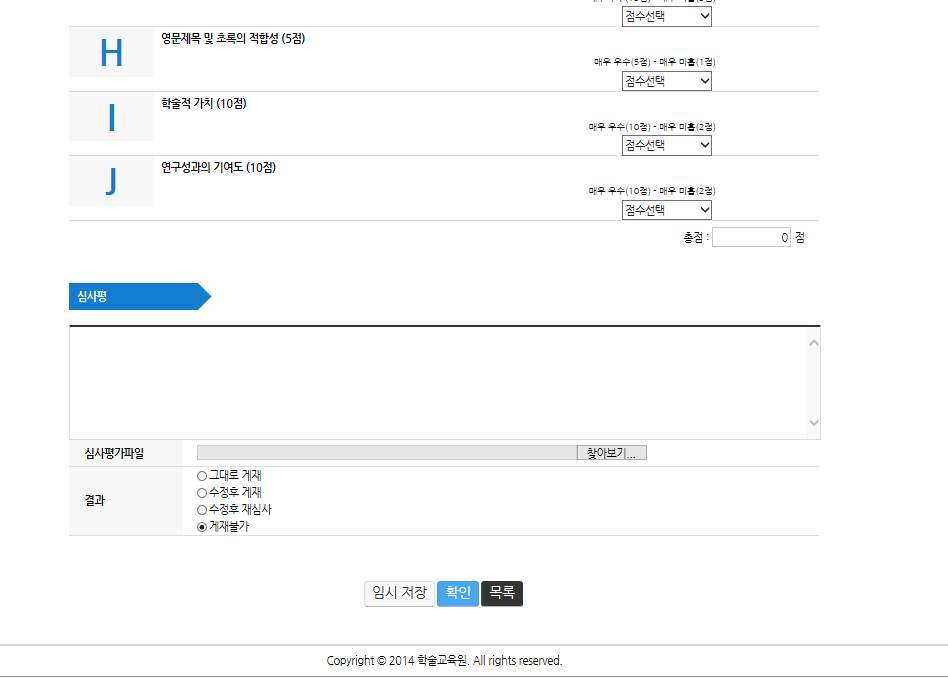 점수선택
H
영문제목 및 초록의 적합성 (5점)
매우 우수(5점) - 매우 미흡(1점)
점수선택
I
학술적 가치 (10점)
매우 우수(10점) - 매우 미흡(2점)
점수선택
J
연구성과의 기여도 (10점)
매우 우수(10점) - 매우 미흡(2점)
점수선택
총점 : 0 점
심사평
심사평가파일 찾아보기...
결과
그대로 게재
수정후 게재
수정후 재심사
게재불가
임시 저장 확인 목록
Copyright © 2014 학술교육원. All rights reserved.